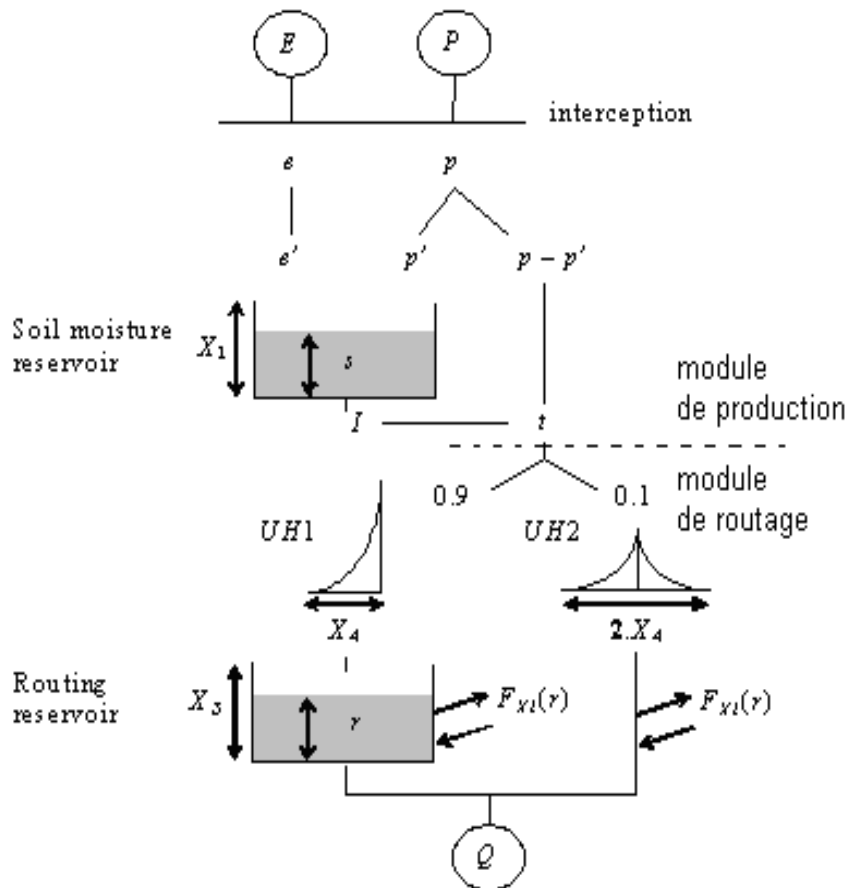 E P
interception
e p
e' p' p - p'
Soil moisture
reservoir
X1
s
module
de production
I t
0.9 0.1
module
de routage
UH1 UH2
X4 2.X4
Routing
reservoir
X3
r
FX1(r) FX1(r)
Q